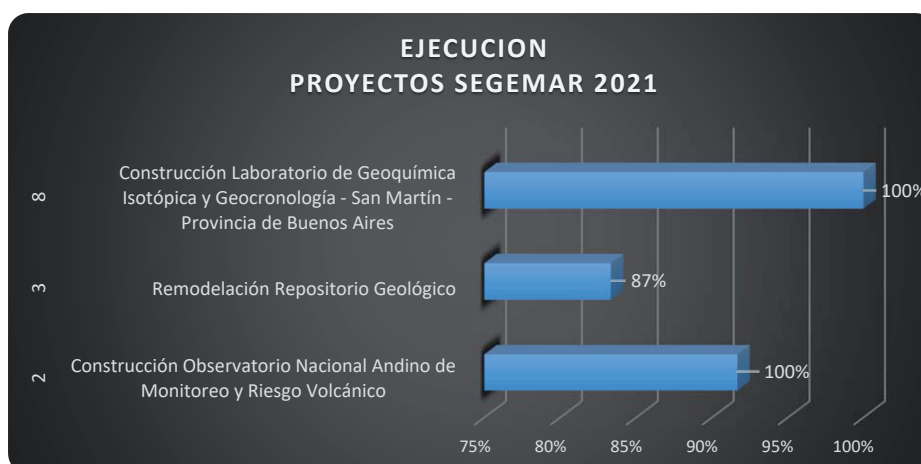 EJECUCION
PROYECTOS SEGEMAR 2021
8
Construcción Laboratorio de Geoquímica
Isotópica y Geocronología - San Martín -
Provincia de Buenos Aires
100%
3
Remodelación Repositorio Geológico
87%
2
Construcción Observatorio Nacional Andino de
Monitoreo y Riesgo Volcánico
100%
75% 80% 85% 90% 95% 100%